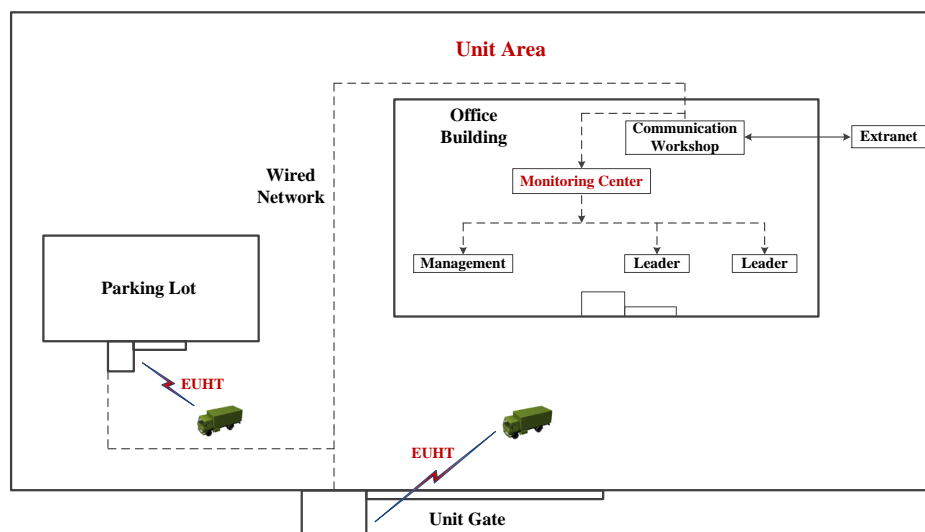 Unit Area
Office
Building
Communication
Workshop
Extranet
Wired
Network
Monitoring Center
Management
Leader
Leader
Parking Lot
EUHT
EUHT
Unit Gate